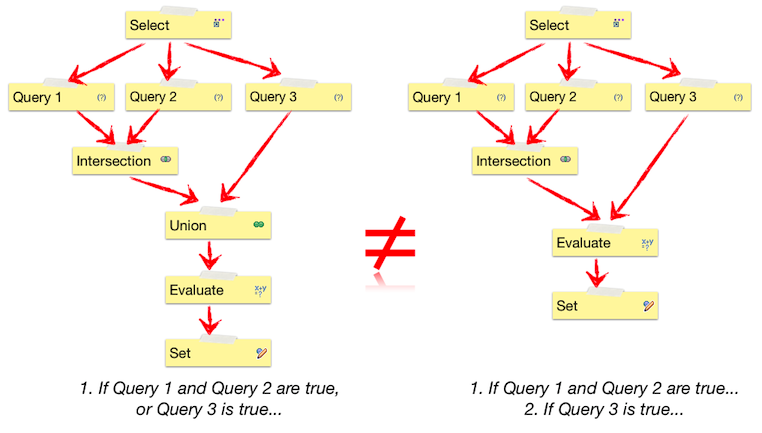 Select
Query 1 (?)
Query 2 (?)
Query 3 (?)
Intersection
Union
Evaluate x+y =?
Set
1. If Query 1 and Query 2 are true,
or Query 3 is true...
≠
Select
Query 1 (?)
Query 2 (?)
Query 3 (?)
Intersection
Evaluate x+y =?
Set
1. If Query 1 and Query 2 are true...
2. If Query 3 is true...